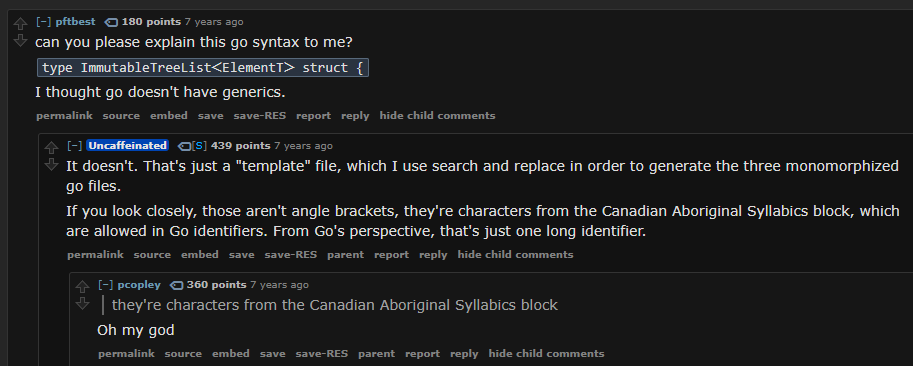 [–] pftbest 180 points 7 years ago
can you please explain this go syntax to me?
type ImmutableTreeListᐸElementTᐳ struct {
I thought go doesn't have generics.
permalink source embed save save-RES report reply hide child comments
[–] Uncaffeinated [S] 439 points 7 years ago
It doesn't. That's just a "template" file, which I use search and replace in order to generate the three monomorphized
go files.
If you look closely, those aren't angle brackets, they're characters from the Canadian Aboriginal Syllabics block, which
are allowed in Go identifiers. From Go's perspective, that's just one long identifier.
permalink source embed save save-RES parent report reply hide child comments
[–] pcopley 360 points 7 years ago
they're characters from the Canadian Aboriginal Syllabics block
Oh my god
permalink source embed save save-RES parent report reply hide child comments